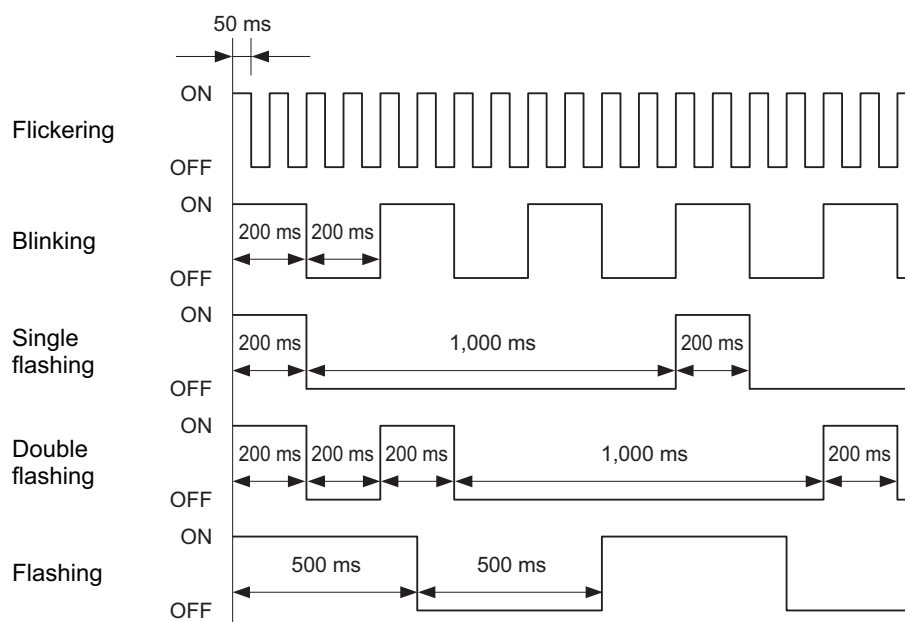 50 ms
ON
Flickering
OFF
ON
Blinking
200 ms 200 ms
OFF
ON
Single
flashing
200 ms 1,000 ms 200 ms
OFF
ON
Double
flashing
200 ms 200 ms 200 ms 1,000 ms 200 ms
OFF
ON
Flashing
500 ms 500 ms
OFF